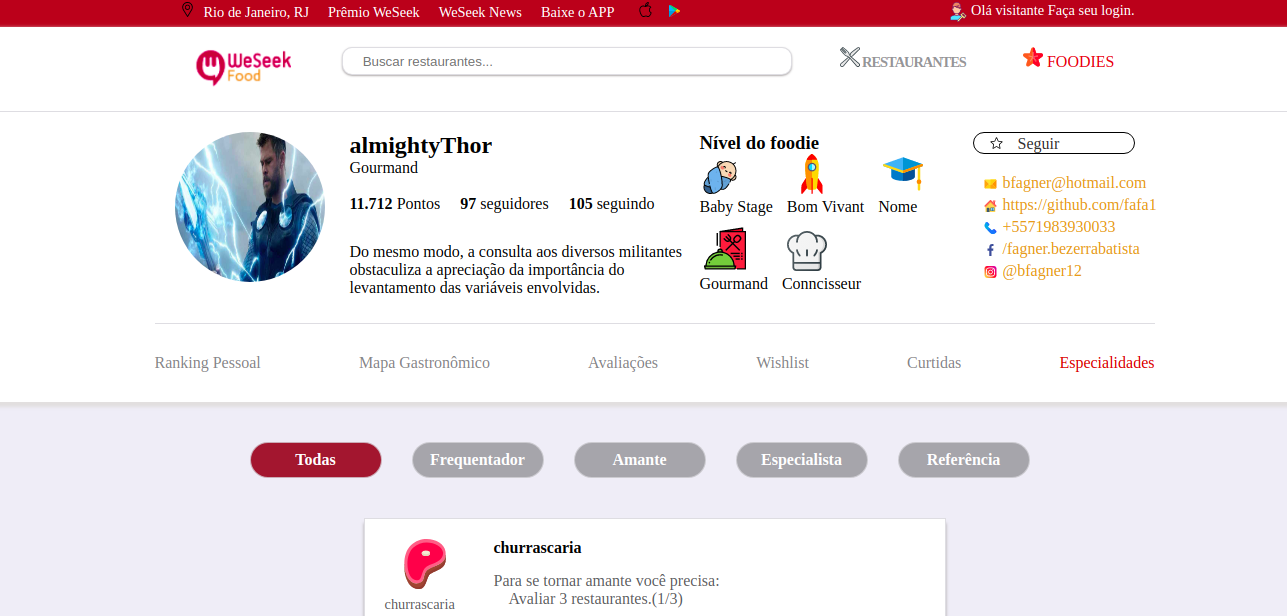 Rio de Janeiro, RJ Prêmio WeSeek WeSeek News Baixe o APP Olá visitante Faça seu login.
WeSeek Food
Buscar restaurantes...
RESTAURANTES
FOODIES
almightyThor
Gourmand
11.712 Pontos 97 seguidores 105 seguindo
Do mesmo modo, a consulta aos diversos militantes
obstaculiza a apreciação da importância do
levantamento das variáveis envolvidas.
Nível do foodie
Baby Stage Bom Vivant Nome
Gourmand Conncisseur
Seguir
bfagner@hotmail.com
https://github.com/fafa1
+5571983930033
/fagner.bezerrabatista
@bfagner12
Ranking Pessoal Mapa Gastronômico Avaliações Wishlist Curtidas Especialidades
Todas Frequentador Amante Especialista Referência
churrascaria
churrascaria
Para se tornar amante você precisa:
Avaliar 3 restaurantes.(1/3)